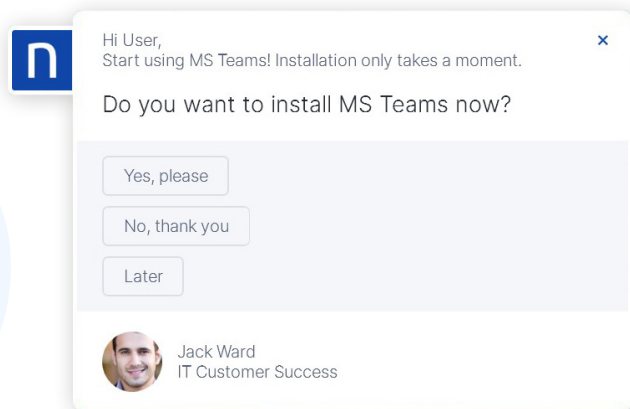 n
Hi User,
Start using MS Teams! Installation only takes a moment.
Do you want to install MS Teams now?
Yes, please
No, thank you
Later
Jack Ward
IT Customer Success